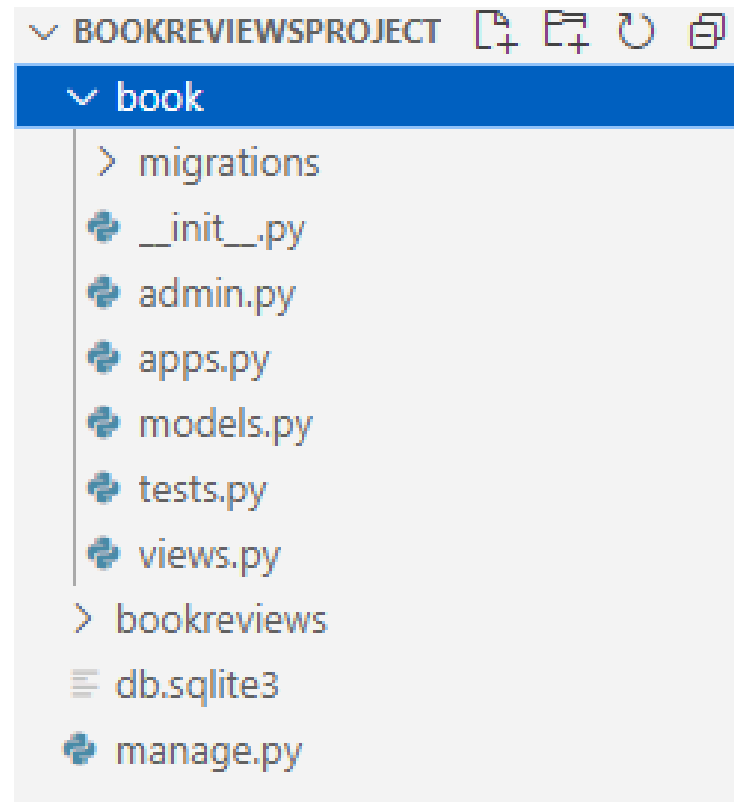 BOOKREVIEWSPROJECT
book
migrations
__init__.py
admin.py
apps.py
models.py
tests.py
views.py
bookreviews
db.sqlite3
manage.py